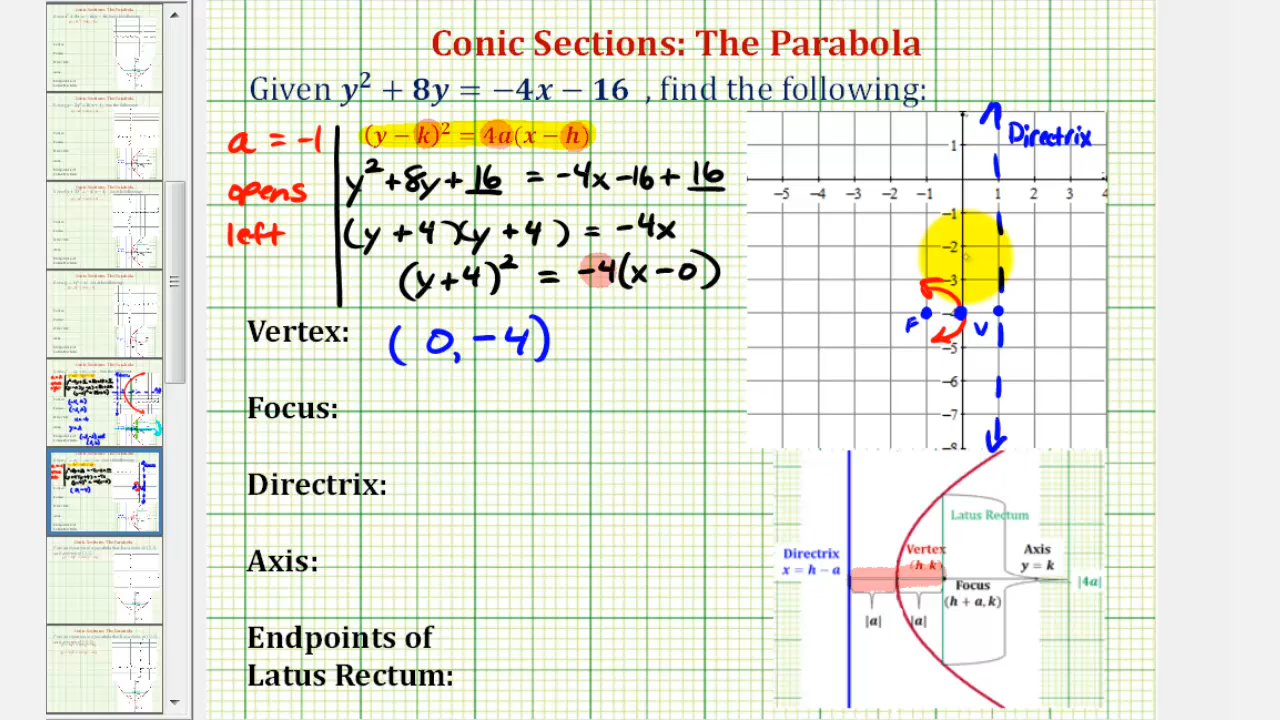 Conic Sections: The Parabola
Given y² + 8y = −4x − 16 , find the following:
a = -1
opens
left
(y − k)² = 4a(x − h)
y² + 8y + 16 = -4x - 16 + 16
(y + 4)(y + 4) = -4x
(y + 4)² = -4(x - 0)
Vertex: (0, -4)
Focus:
Directrix:
Axis:
Endpoints of
Latus Rectum:
Directrix
1
-5 -4 -3 -2 -1 1 2 3 4
-1
-2
-3
-4
F V
-5
-6
-7
-8
Latus Rectum
Directrix
x = h − a
Vertex
(h, k)
Axis
y = k
Focus
(h + a, k)
|4a|
|a| |a|